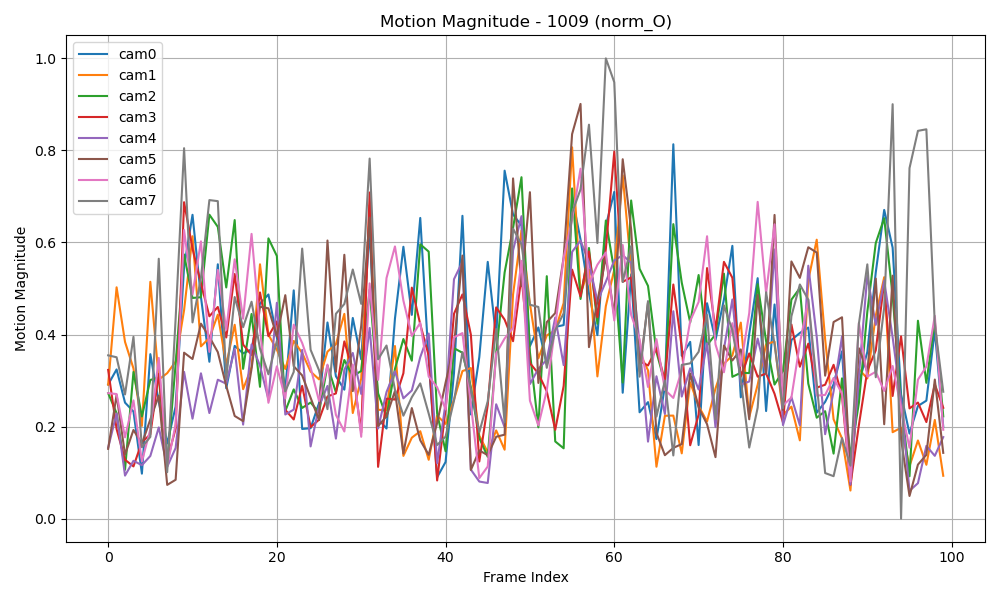 Motion Magnitude - 1009 (norm_O)
cam0
cam1
cam2
cam3
cam4
cam5
cam6
cam7
Motion Magnitude
1.0
0.8
0.6
0.4
0.2
0.0
0 20 40 60 80 100
Frame Index